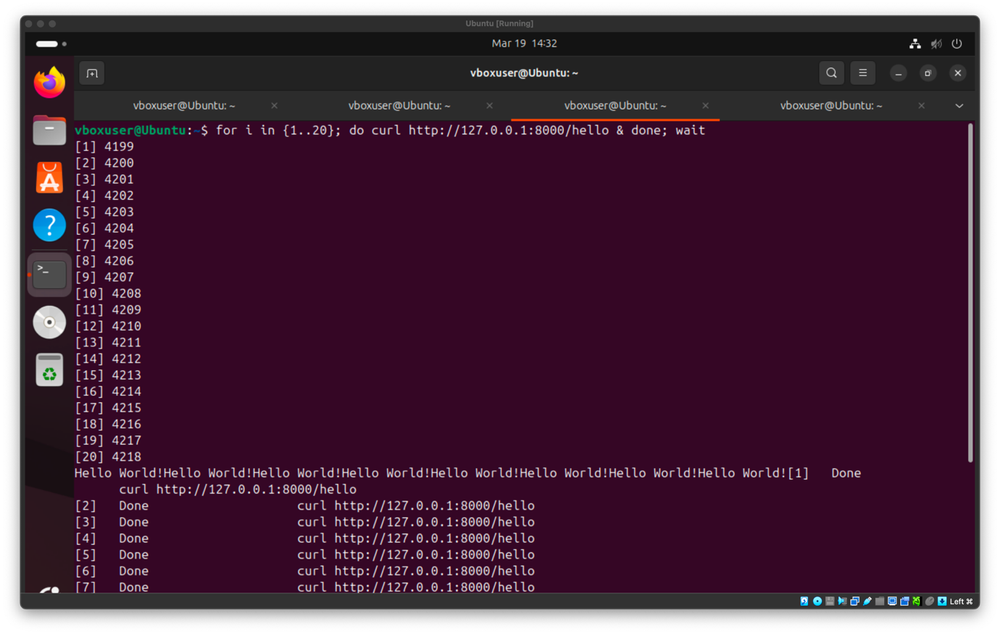 Ubuntu [Running]
Mar 19 14:32
vboxuser@Ubuntu: ~
vboxuser@Ubuntu: ~ vboxuser@Ubuntu: ~ vboxuser@Ubuntu: ~ vboxuser@Ubuntu: ~
vboxuser@Ubuntu:~$ for i in {1..20}; do curl http://127.0.0.1:8000/hello & done; wait
[1] 4199
[2] 4200
[3] 4201
[4] 4202
[5] 4203
[6] 4204
[7] 4205
[8] 4206
[9] 4207
[10] 4208
[11] 4209
[12] 4210
[13] 4211
[14] 4212
[15] 4213
[16] 4214
[17] 4215
[18] 4216
[19] 4217
[20] 4218
Hello World!Hello World!Hello World!Hello World!Hello World!Hello World!Hello World!Hello World![1]   Done
      curl http://127.0.0.1:8000/hello
[2]   Done                    curl http://127.0.0.1:8000/hello
[3]   Done                    curl http://127.0.0.1:8000/hello
[4]   Done                    curl http://127.0.0.1:8000/hello
[5]   Done                    curl http://127.0.0.1:8000/hello
[6]   Done                    curl http://127.0.0.1:8000/hello
[7]   Done                    curl http://127.0.0.1:8000/hello
Left ⌘